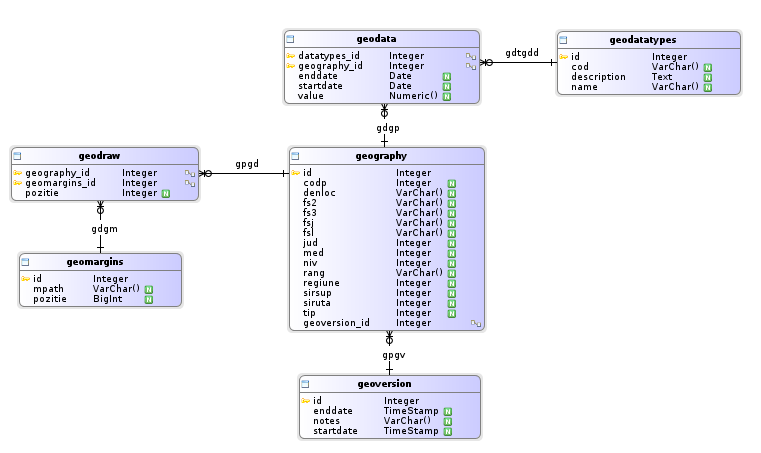 geodata
datatypes_id Integer
geography_id Integer
enddate Date N
startdate Date N
value Numeric() N
gdtgdd
geodatatypes
id Integer
cod VarChar() N
description Text N
name VarChar() N
gdgp
geodraw
geography_id Integer
geomargins_id Integer
pozitie Integer N
gpgd
geography
id Integer
codp Integer N
denloc VarChar() N
fs2 VarChar() N
fs3 VarChar() N
fsj VarChar() N
fsl VarChar() N
jud Integer N
med Integer N
niv Integer N
rang VarChar() N
regiune Integer N
sirsup Integer N
siruta Integer N
tip Integer N
geoversion_id Integer
gdgm
geomargins
id Integer
mpath VarChar() N
pozitie BigInt N
gpgv
geoversion
id Integer
enddate TimeStamp N
notes VarChar() N
startdate TimeStamp N